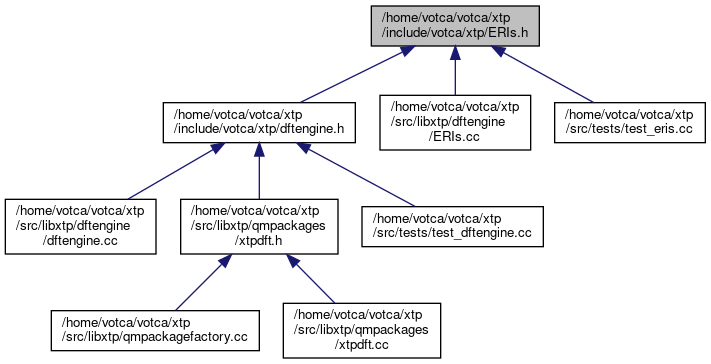 /home/votca/votca/xtp
/include/votca/xtp/ERIs.h
/home/votca/votca/xtp
/include/votca/xtp/dftengine.h
/home/votca/votca/xtp
/src/libxtp/dftengine
/ERIs.cc
/home/votca/votca/xtp
/src/tests/test_eris.cc
/home/votca/votca/xtp
/src/libxtp/dftengine
/dftengine.cc
/home/votca/votca/xtp
/src/libxtp/qmpackages
/xtpdft.h
/home/votca/votca/xtp
/src/tests/test_dftengine.cc
/home/votca/votca/xtp
/src/libxtp/qmpackagefactory.cc
/home/votca/votca/xtp
/src/libxtp/qmpackages
/xtpdft.cc